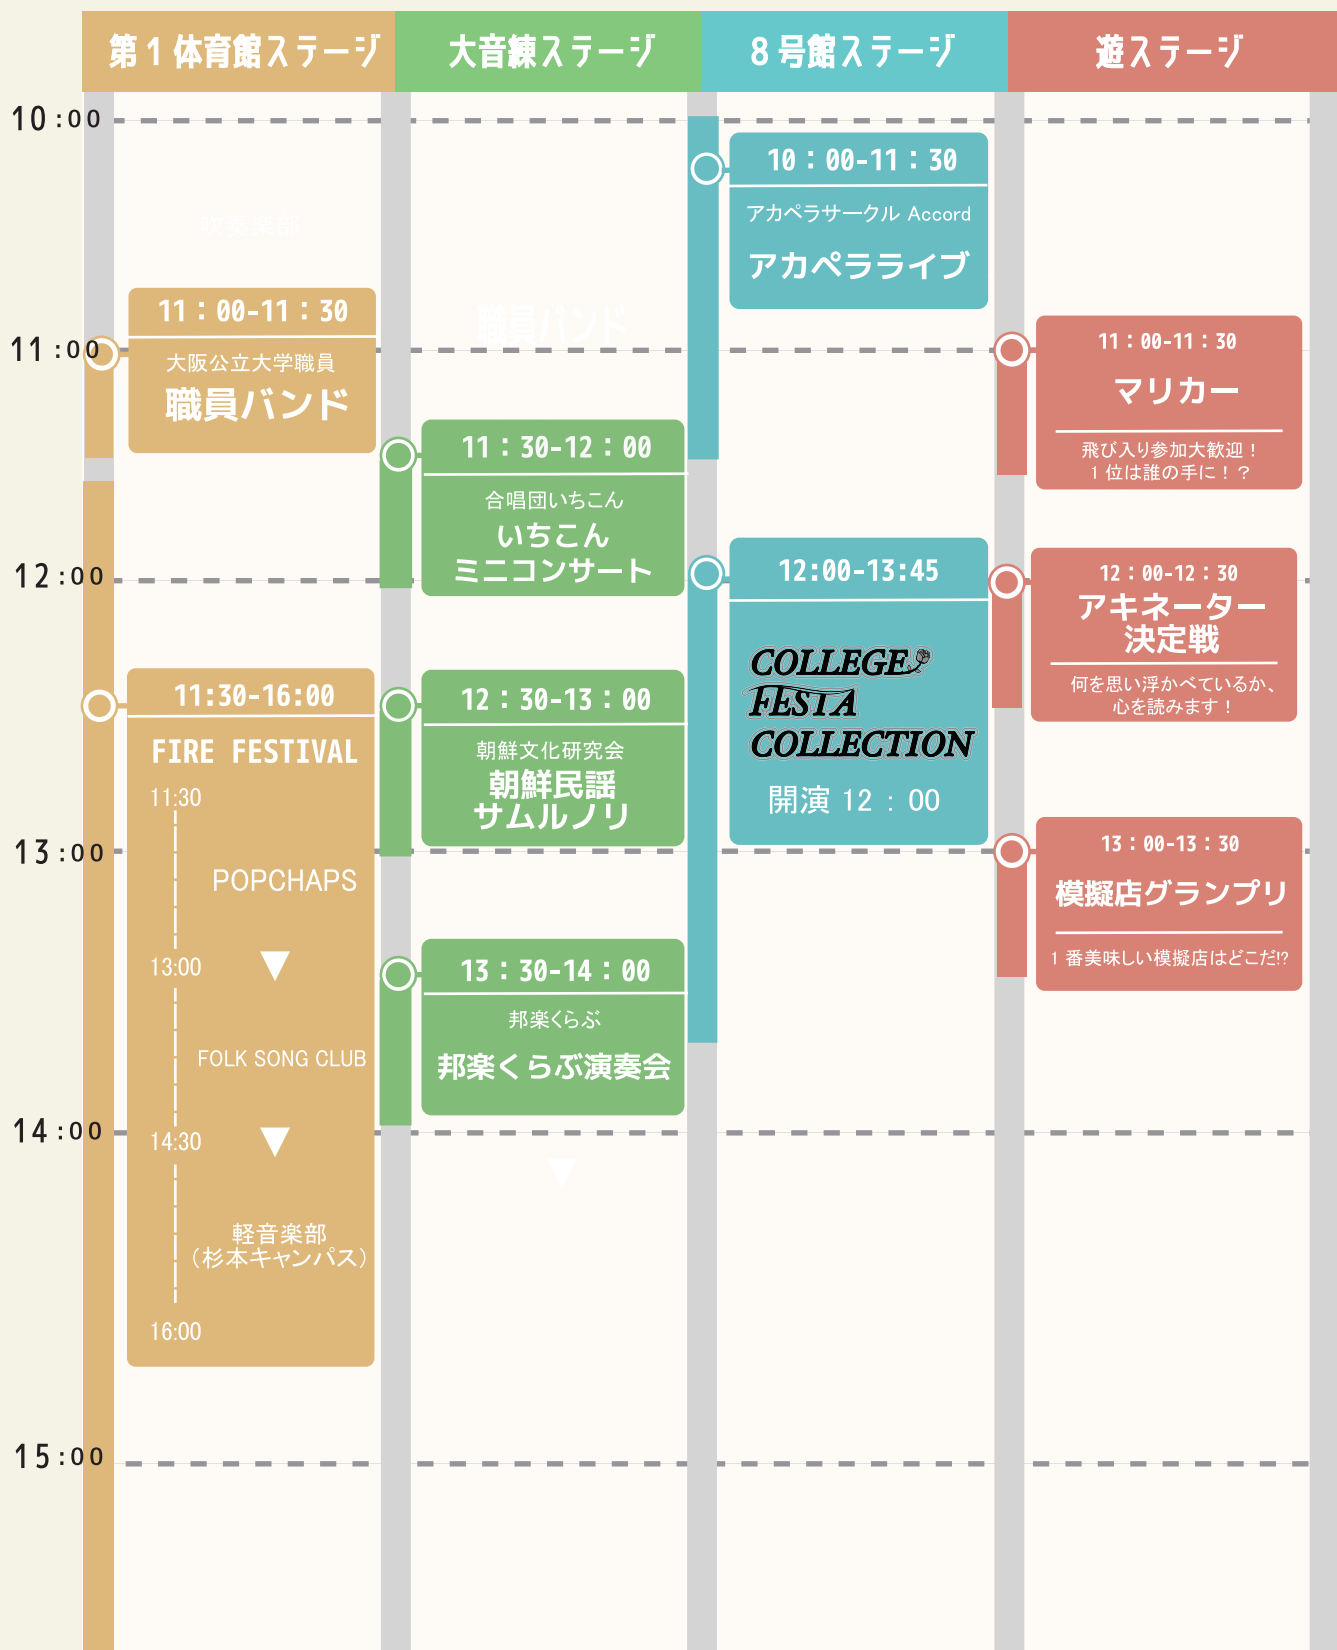 第1体育館ステージ
大音練ステージ
8号館ステージ
遊ステージ
10:00
11:00
12:00
13:00
14:00
15:00
吹奏楽部
11：00-11：30
大阪公立大学職員
職員バンド
11:30-16:00
FIRE FESTIVAL
11:30
POPCHAPS
13:00
FOLK SONG CLUB
14:30
軽音楽部
（杉本キャンパス）
16:00
職員バンド
11：30-12：00
合唱団いちこん
いちこん
ミニコンサート
12：30-13：00
朝鮮文化研究会
朝鮮民謡
サムルノリ
13：30-14：00
邦楽くらぶ
邦楽くらぶ演奏会
10：00-11：30
アカペラサークル Accord
アカペラライブ
12:00-13:45
COLLEGE
FESTA
COLLECTION
開演 12：00
11：00-11：30
マリカー
飛び入り参加大歓迎！
1位は誰の手に！？
12：00-12：30
アキネーター
決定戦
何を思い浮かべているか、
心を読みます！
13：00-13：30
模擬店グランプリ
1番美味しい模擬店はどこだ!?